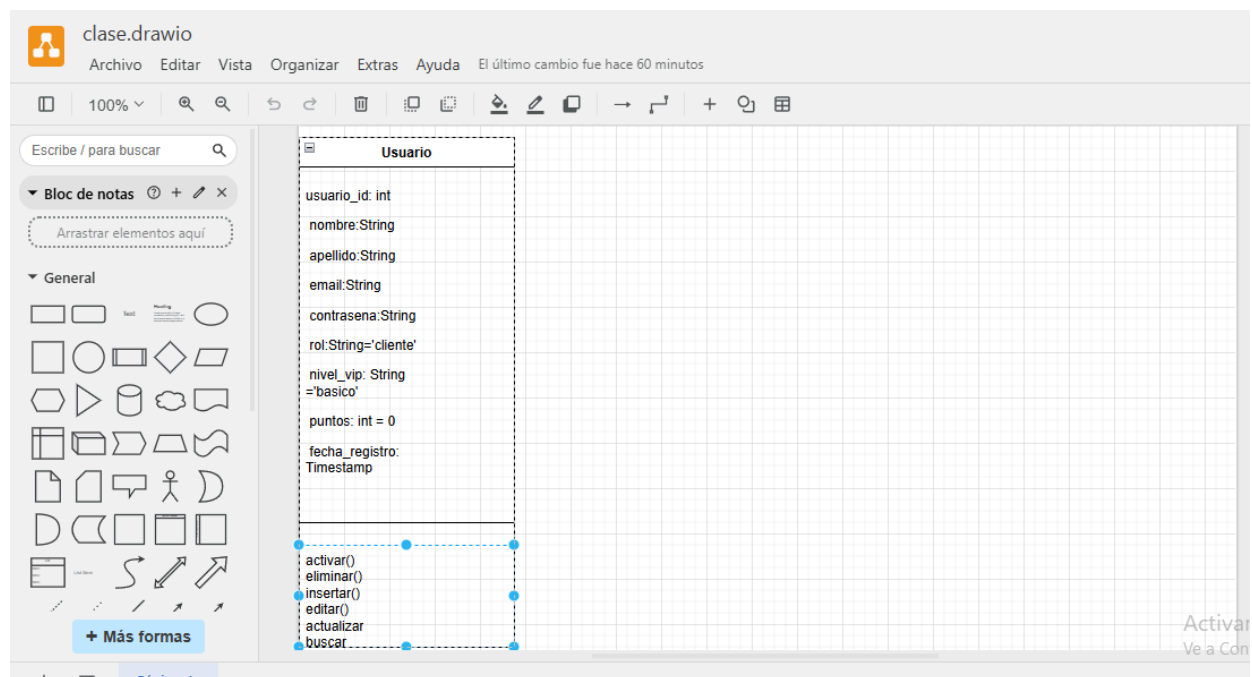 clase.drawio
Archivo Editar Vista Organizar Extras Ayuda El último cambio fue hace 60 minutos
100%
Escribe / para buscar
Bloc de notas
Arrastrar elementos aquí
General
Text
Heading
+ Más formas
Usuario
usuario_id: int
nombre:String
apellido:String
email:String
contrasena:String
rol:String='cliente'
nivel_vip: String
='basico'
puntos: int = 0
fecha_registro:
Timestamp
activar()
eliminar()
insertar()
editar()
actualizar
buscar
Activar
Ve a Con